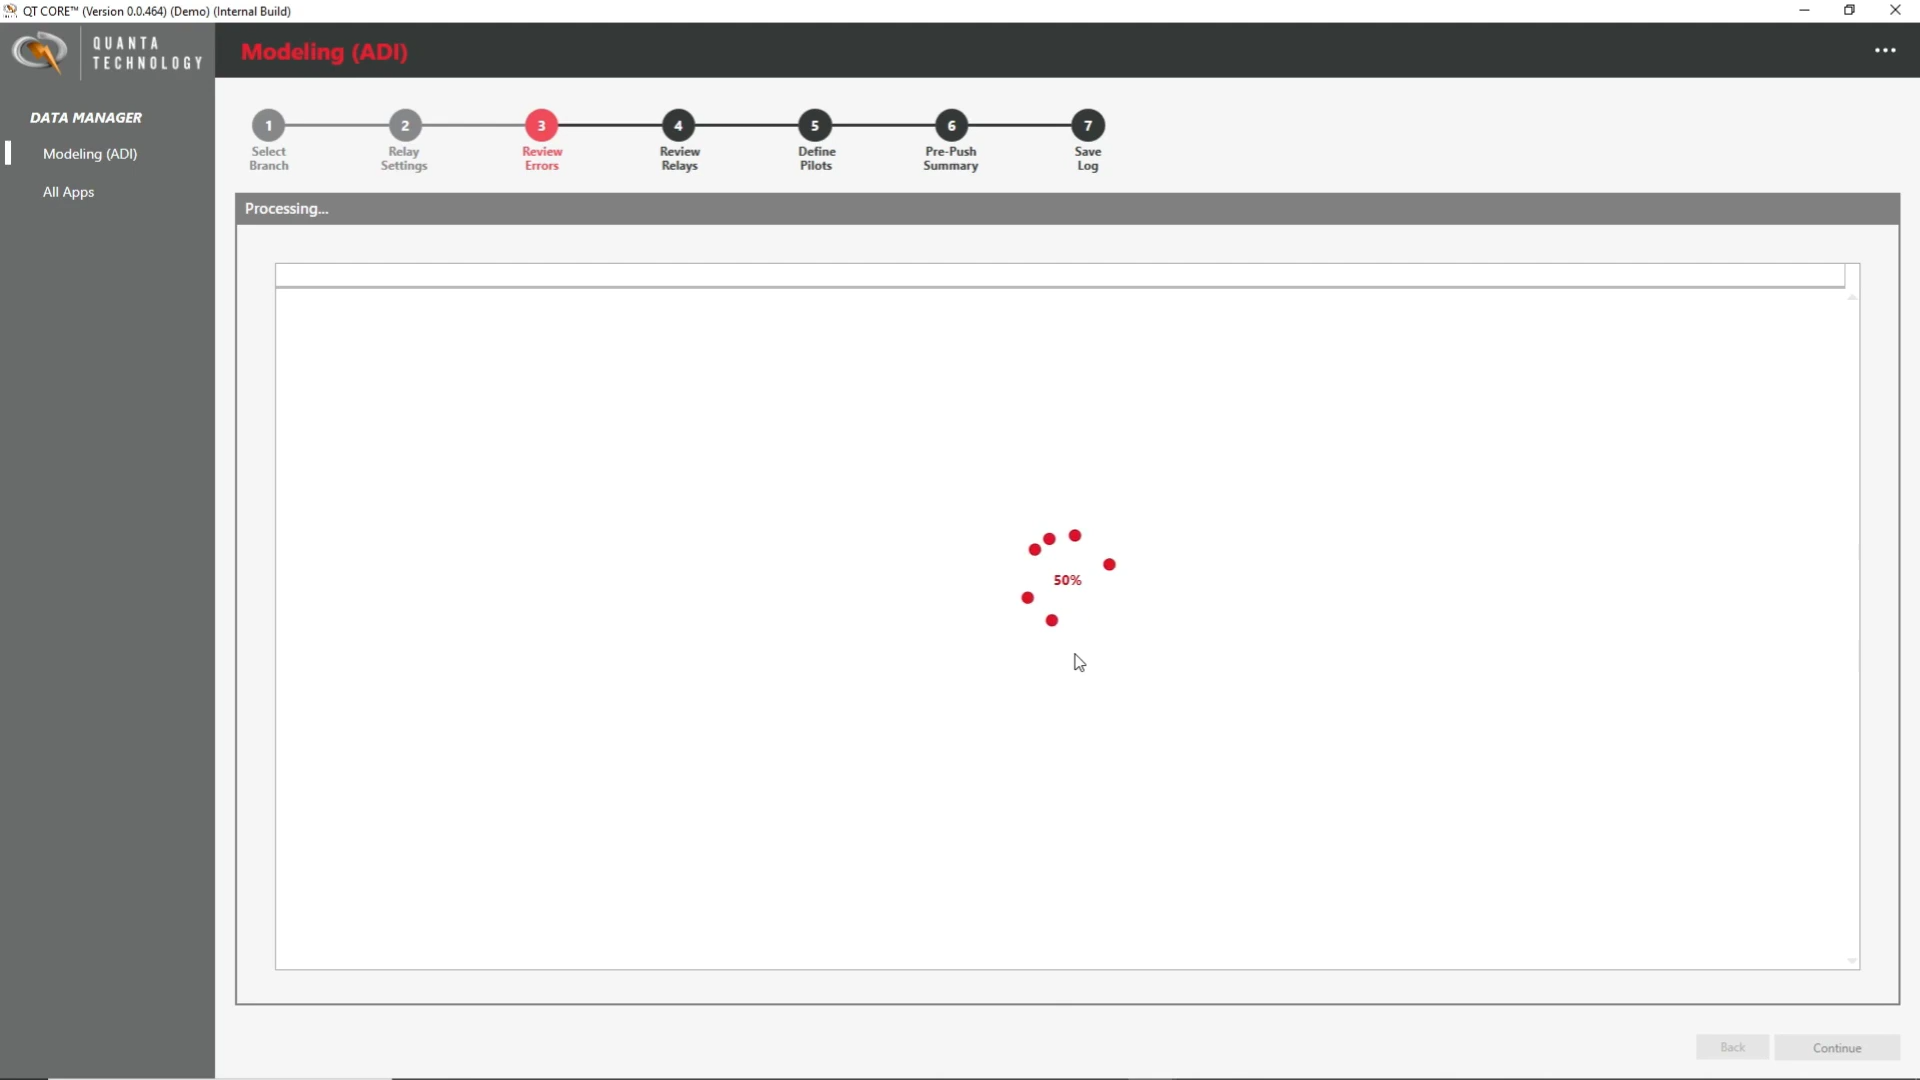 QT CORE™ (Version 0.0.464) (Demo) (Internal Build)
QUANTA
TECHNOLOGY
Modeling (ADI)
DATA MANAGER
Modeling (ADI)
All Apps
1
Select
Branch
2
Relay
Settings
3
Review
Errors
4
Review
Relays
5
Define
Pilots
6
Pre-Push
Summary
7
Save
Log
Processing...
50%
Back
Continue